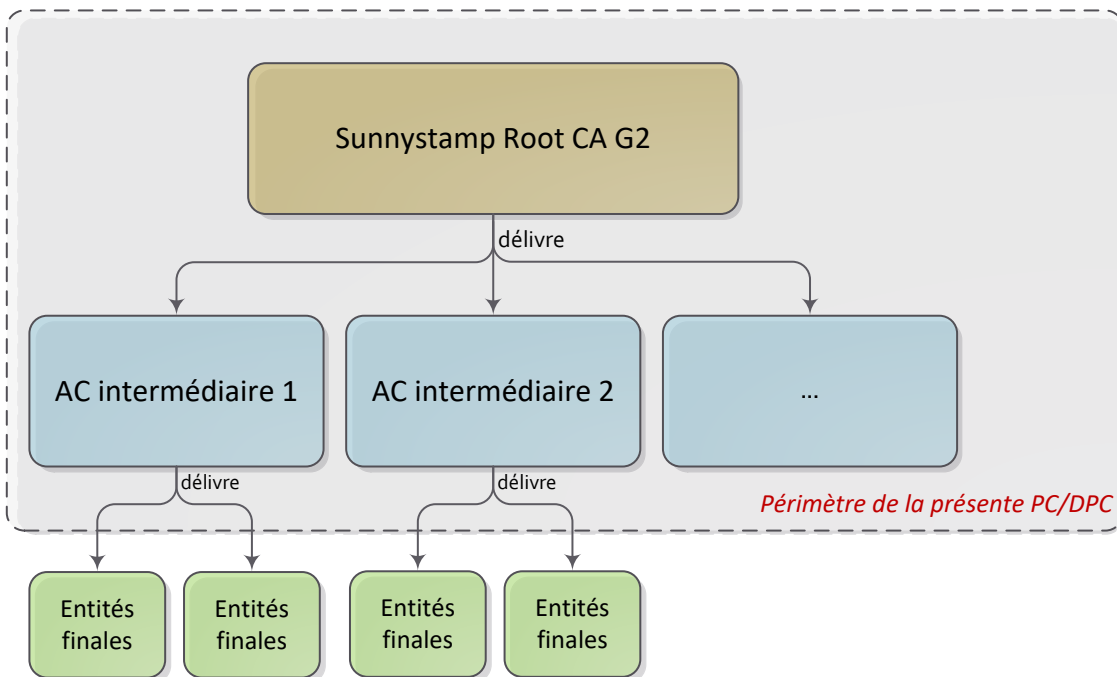 Sunnystamp Root CA G2
délivre
AC intermédiaire 1
AC intermédiaire 2
...
délivre
délivre
Périmètre de la présente PC/DPC
Entités
finales
Entités
finales
Entités
finales
Entités
finales